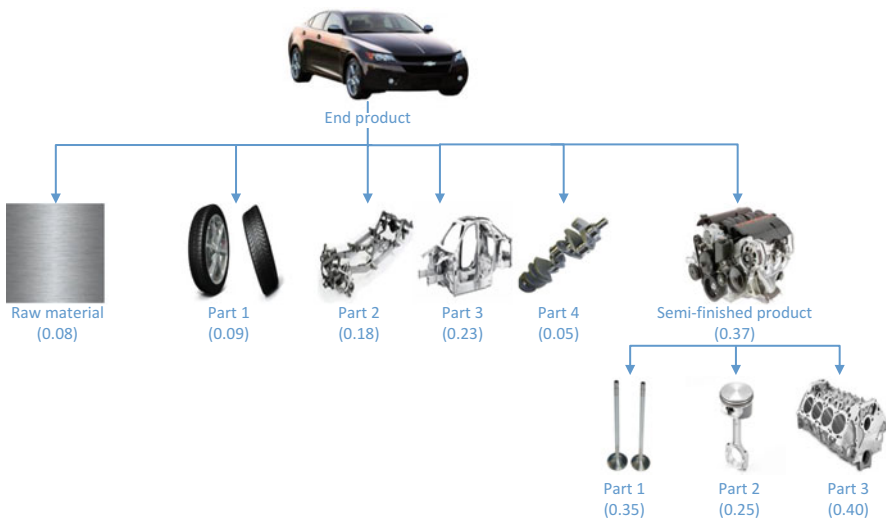 End product
Raw material
(0.08)
Part 1
(0.09)
Part 2
(0.18)
Part 3
(0.23)
Part 4
(0.05)
Semi-finished product
(0.37)
Part 1
(0.35)
Part 2
(0.25)
Part 3
(0.40)